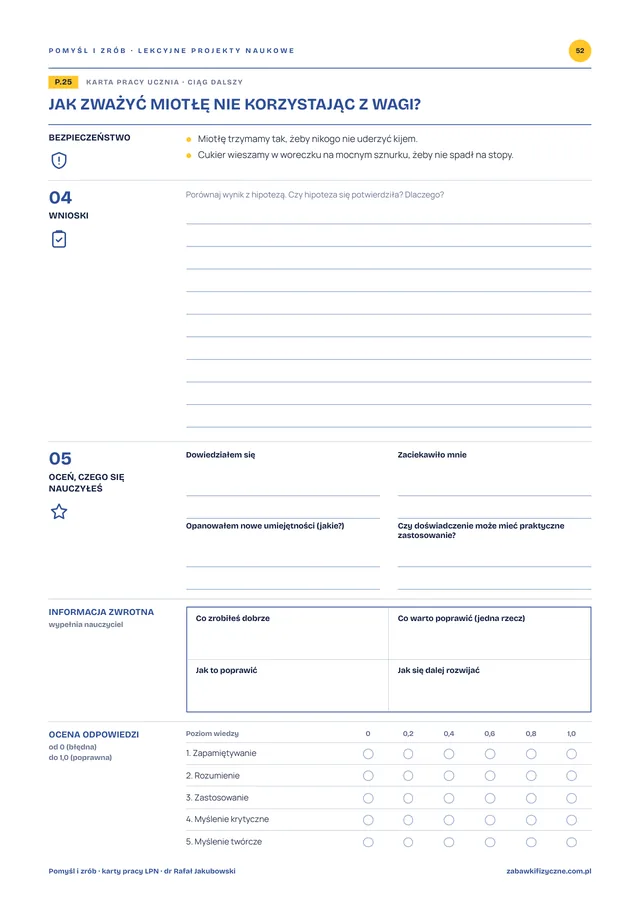 POMYŚL I ZRÓB · LEKCYJNE PROJEKTY NAUKOWE
52
P.25 KARTA PRACY UCZNIA · CIĄG DALSZY
JAK ZWAŻYĆ MIOTŁĘ NIE KORZYSTAJĄC Z WAGI?
BEZPIECZEŃSTWO
Miotłę trzymamy tak, żeby nikogo nie uderzyć kijem.
Cukier wieszamy w woreczku na mocnym sznurku, żeby nie spadł na stopy.
04
WNIOSKI
Porównaj wynik z hipotezą. Czy hipoteza się potwierdziła? Dlaczego?
05
OCEŃ, CZEGO SIĘ
NAUCZYŁEŚ
Dowiedziałem się
Zaciekawiło mnie
Opanowałem nowe umiejętności (jakie?)
Czy doświadczenie może mieć praktyczne
zastosowanie?
INFORMACJA ZWROTNA
wypełnia nauczyciel
Co zrobiłeś dobrze
Co warto poprawić (jedna rzecz)
Jak to poprawić
Jak się dalej rozwijać
OCENA ODPOWIEDZI
od 0 (błędna)
do 1,0 (poprawna)
Poziom wiedzy 0 0,2 0,4 0,6 0,8 1,0
1. Zapamiętywanie
2. Rozumienie
3. Zastosowanie
4. Myślenie krytyczne
5. Myślenie twórcze
Pomyśl i zrób · karty pracy LPN · dr Rafał Jakubowski
zabawkifizyczne.com.pl